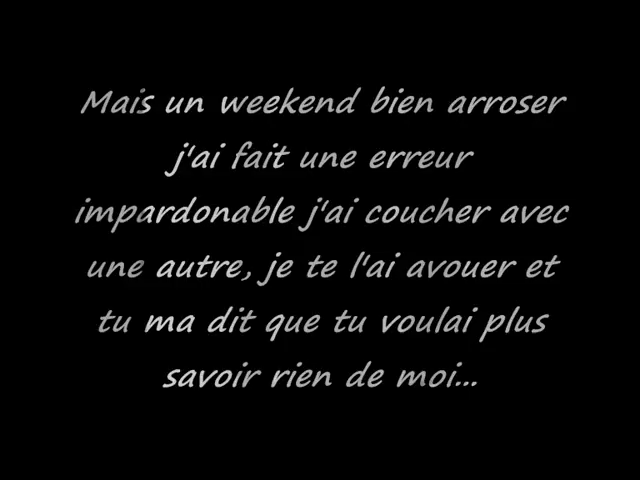 Mais un weekend bien arroser
j'ai fait une erreur
impardonable j'ai coucher avec
une autre, je te l'ai avouer et
tu ma dit que tu voulai plus
savoir rien de moi...